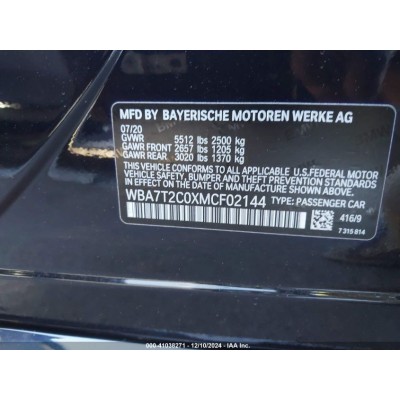 MFD BY BAYERISCHE MOTOREN WERKE AG
07/20
GVWR 5512 lbs 2500 kg
GAWR FRONT 2657 lbs 1205 kg
GAWR REAR 3020 lbs 1370 kg
THIS VEHICLE CONFORMS TO ALL APPLICABLE U.S.FEDERAL MOTOR
VEHICLE SAFETY, BUMPER AND THEFT PREVENTION STANDARDS IN
EFFECT ON THE DATE OF MANUFACTURE SHOWN ABOVE.
WBA7T2C0XMCF02144 TYPE: PASSENGER CAR
416/9
7 315 814
000-41038271 - 12/10/2024 - IAA Inc.